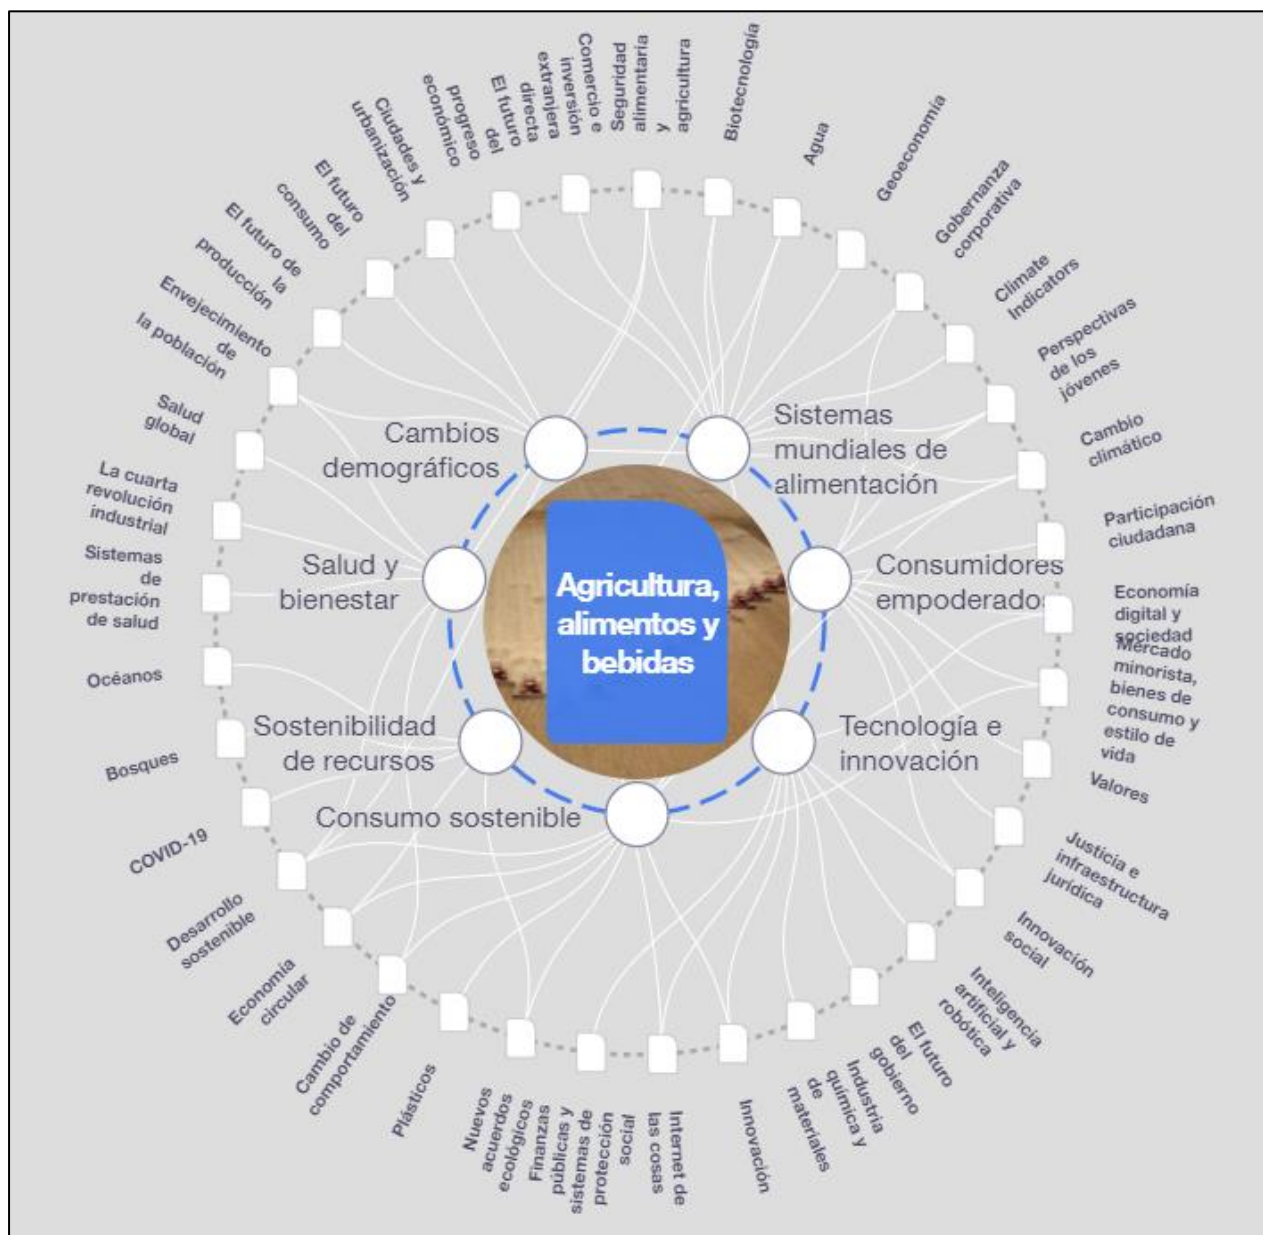 Agricultura,
alimentos y
bebidas
Sistemas
mundiales de
alimentación
Consumidores
empoderados
Tecnología e
innovación
Consumo sostenible
Sostenibilidad
de recursos
Salud y
bienestar
Cambios
demográficos
Seguridad
alimentaria
y
agricultura
Biotecnología
Agua
Geoeconomía
Gobernanza
corporativa
Climate
Indicators
Perspectivas
de los
jóvenes
Cambio
climático
Participación
ciudadana
Economía
digital y
sociedad
Mercado
minorista,
bienes de
consumo y
estilo de
vida
Valores
Justicia e
infraestructura
jurídica
Innovación
social
Inteligencia
artificial y
robótica
El futuro
del
gobierno
Industria
química y
de
materiales
Innovación
Internet de
las cosas
Finanzas
públicas y
sistemas de
protección
social
Nuevos
acuerdos
ecológicos
Plásticos
Cambio de
comportamiento
Economía
circular
Desarrollo
sostenible
COVID-19
Bosques
Océanos
Sistemas
de
prestación
de salud
La cuarta
revolución
industrial
Salud
global
Envejecimiento
de
la población
El futuro de
la
producción
El futuro
del
consumo
Ciudades y
urbanización
El futuro
del
progreso
económico
Comercio e
inversión
extranjera
directa